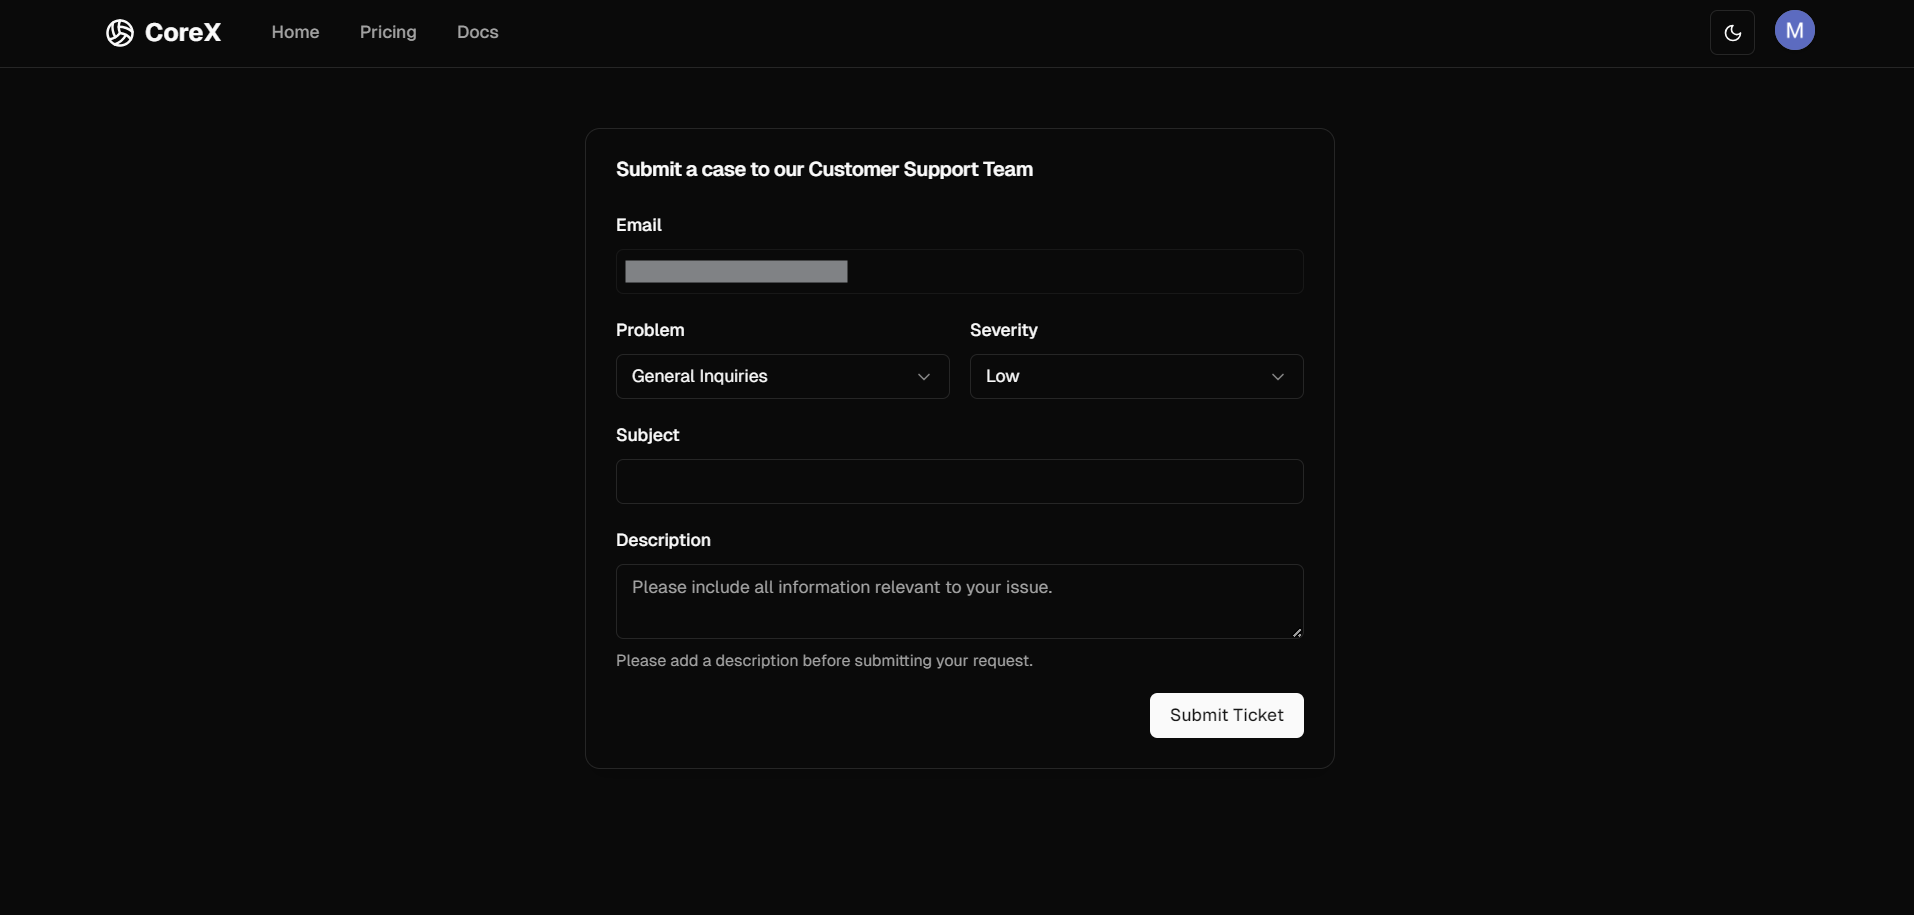 CoreX
Home
Pricing
Docs
M
Submit a case to our Customer Support Team
Email
Problem
Severity
General Inquiries
Low
Subject
Description
Please include all information relevant to your issue.
Please add a description before submitting your request.
Submit Ticket